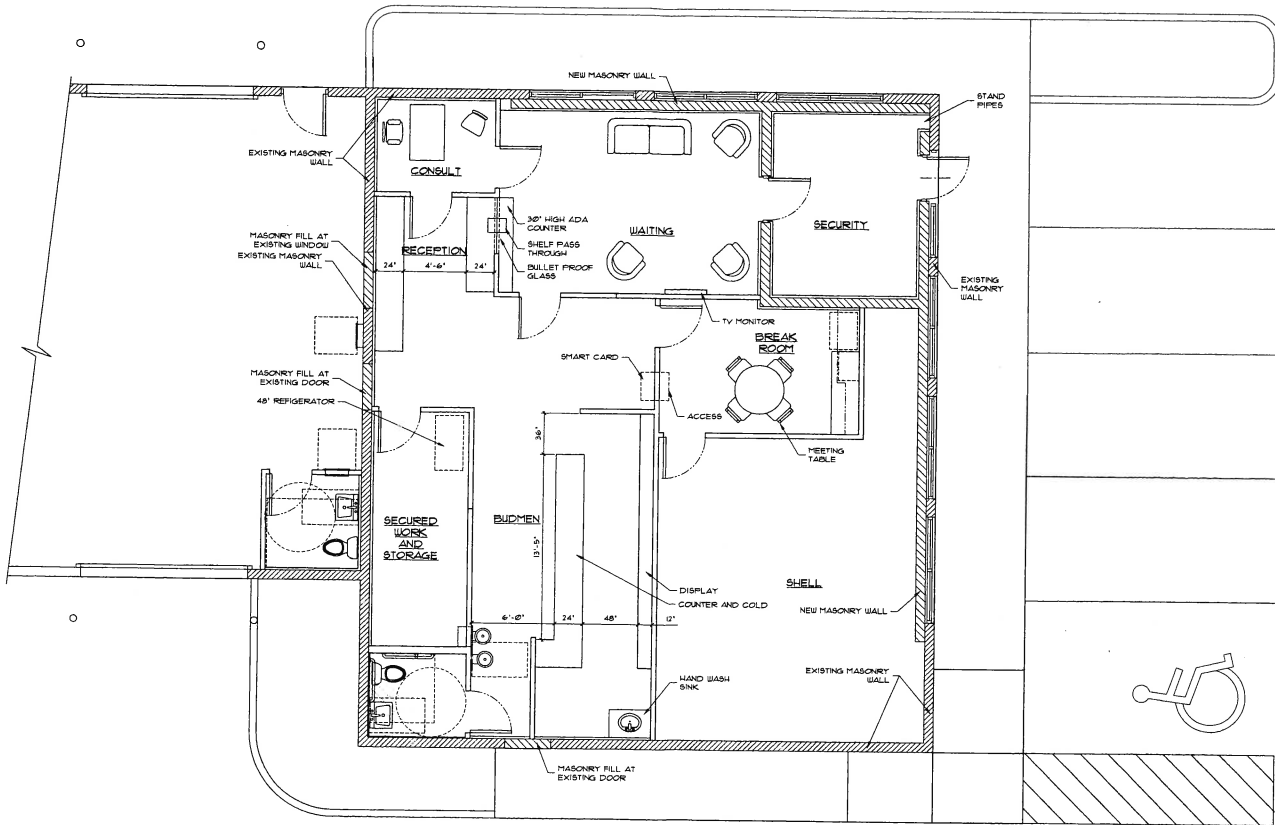 NEW MASONRY WALL
STAND
PIPES
EXISTING MASONRY
WALL
CONSULT
30" HIGH ADA
COUNTER
SHELF PASS
THROUGH
BULLET PROOF
GLASS
WAITING
SECURITY
MASONRY FILL AT
EXISTING WINDOW
EXISTING MASONRY
WALL
RECEPTION
24" 4'-6" 24"
EXISTING
MASONRY
WALL
TV MONITOR
BREAK
ROOM
SMART CARD
ACCESS
MASONRY FILL AT
EXISTING DOOR
48" REFIGERATOR
MEETING
TABLE
36"
SECURED
WORK
AND
STORAGE
BUDMEN
13'-5"
SHELL
DISPLAY
COUNTER AND COLD
NEW MASONRY WALL
6'-0" 24" 48" 12"
HAND WASH
SINK
EXISTING MASONRY
WALL
MASONRY FILL AT
EXISTING DOOR